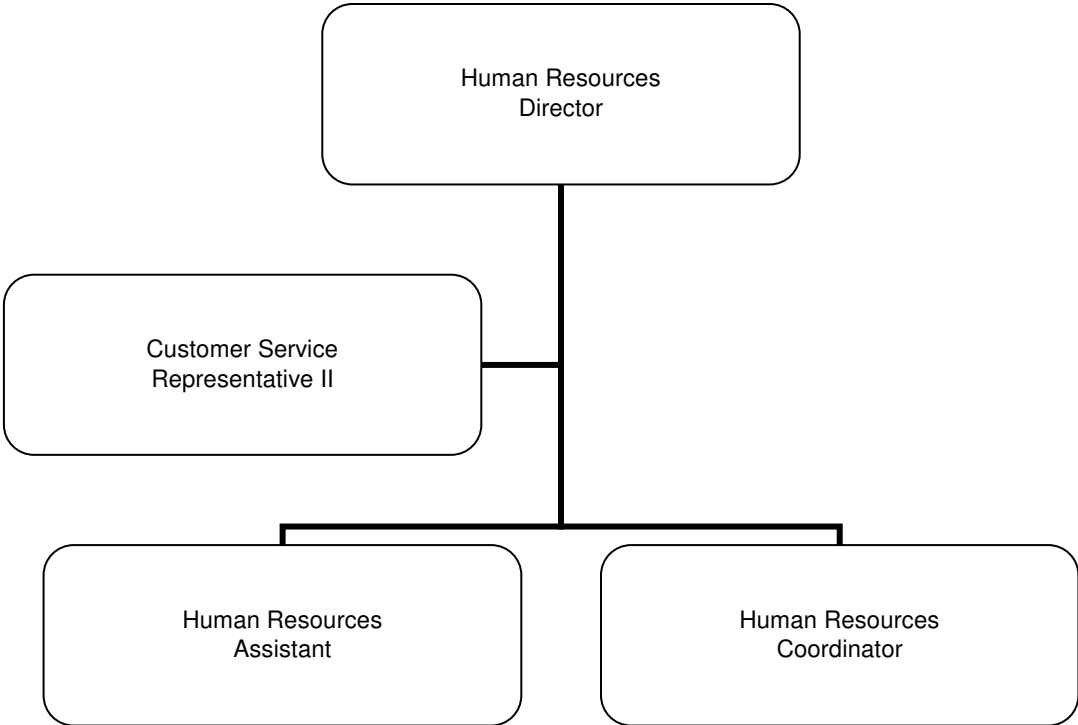 Human Resources
Director
Customer Service
Representative II
Human Resources
Assistant
Human Resources
Coordinator